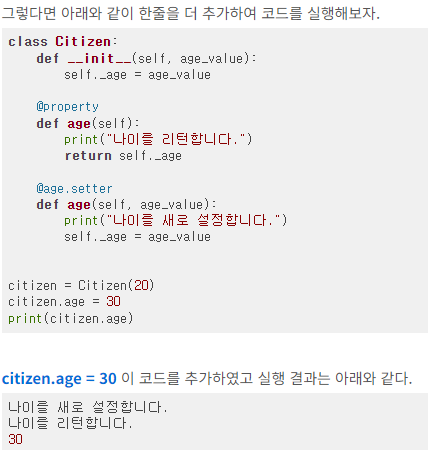 그렇다면 아래와 같이 한줄을 더 추가하여 코드를 실행해보자.
class Citizen:
    def __init__(self, age_value):
        self._age = age_value
    @property
    def age(self):
        print("나이를 리턴합니다.")
        return self._age
    @age.setter
    def age(self, age_value):
        print("나이를 새로 설정합니다.")
        self._age = age_value
citizen = Citizen(20)
citizen.age = 30
print(citizen.age)
citizen.age = 30 이 코드를 추가하였고 실행 결과는 아래와 같다.
나이를 새로 설정합니다.
나이를 리턴합니다.
30